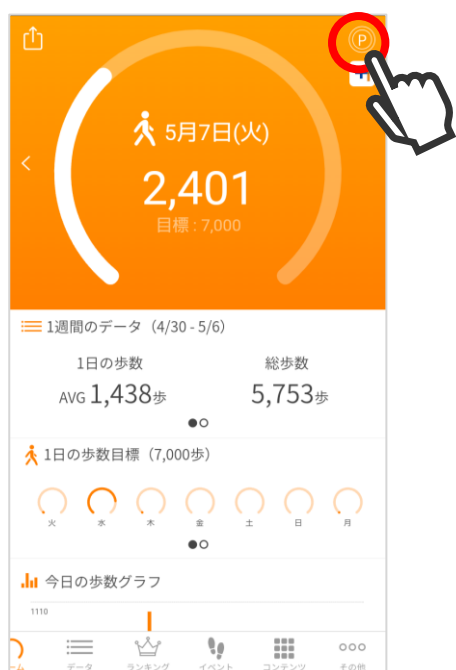 P
5月7日(火)
2,401
目標 : 7,000
1週間のデータ（4/30 - 5/6）
1日の歩数 総歩数
AVG 1,438歩 5,753歩
1日の歩数目標（7,000歩）
火 水 木 金 土 日 月
今日の歩数グラフ
1110
ーム データ ランキング イベント コンテンツ その他